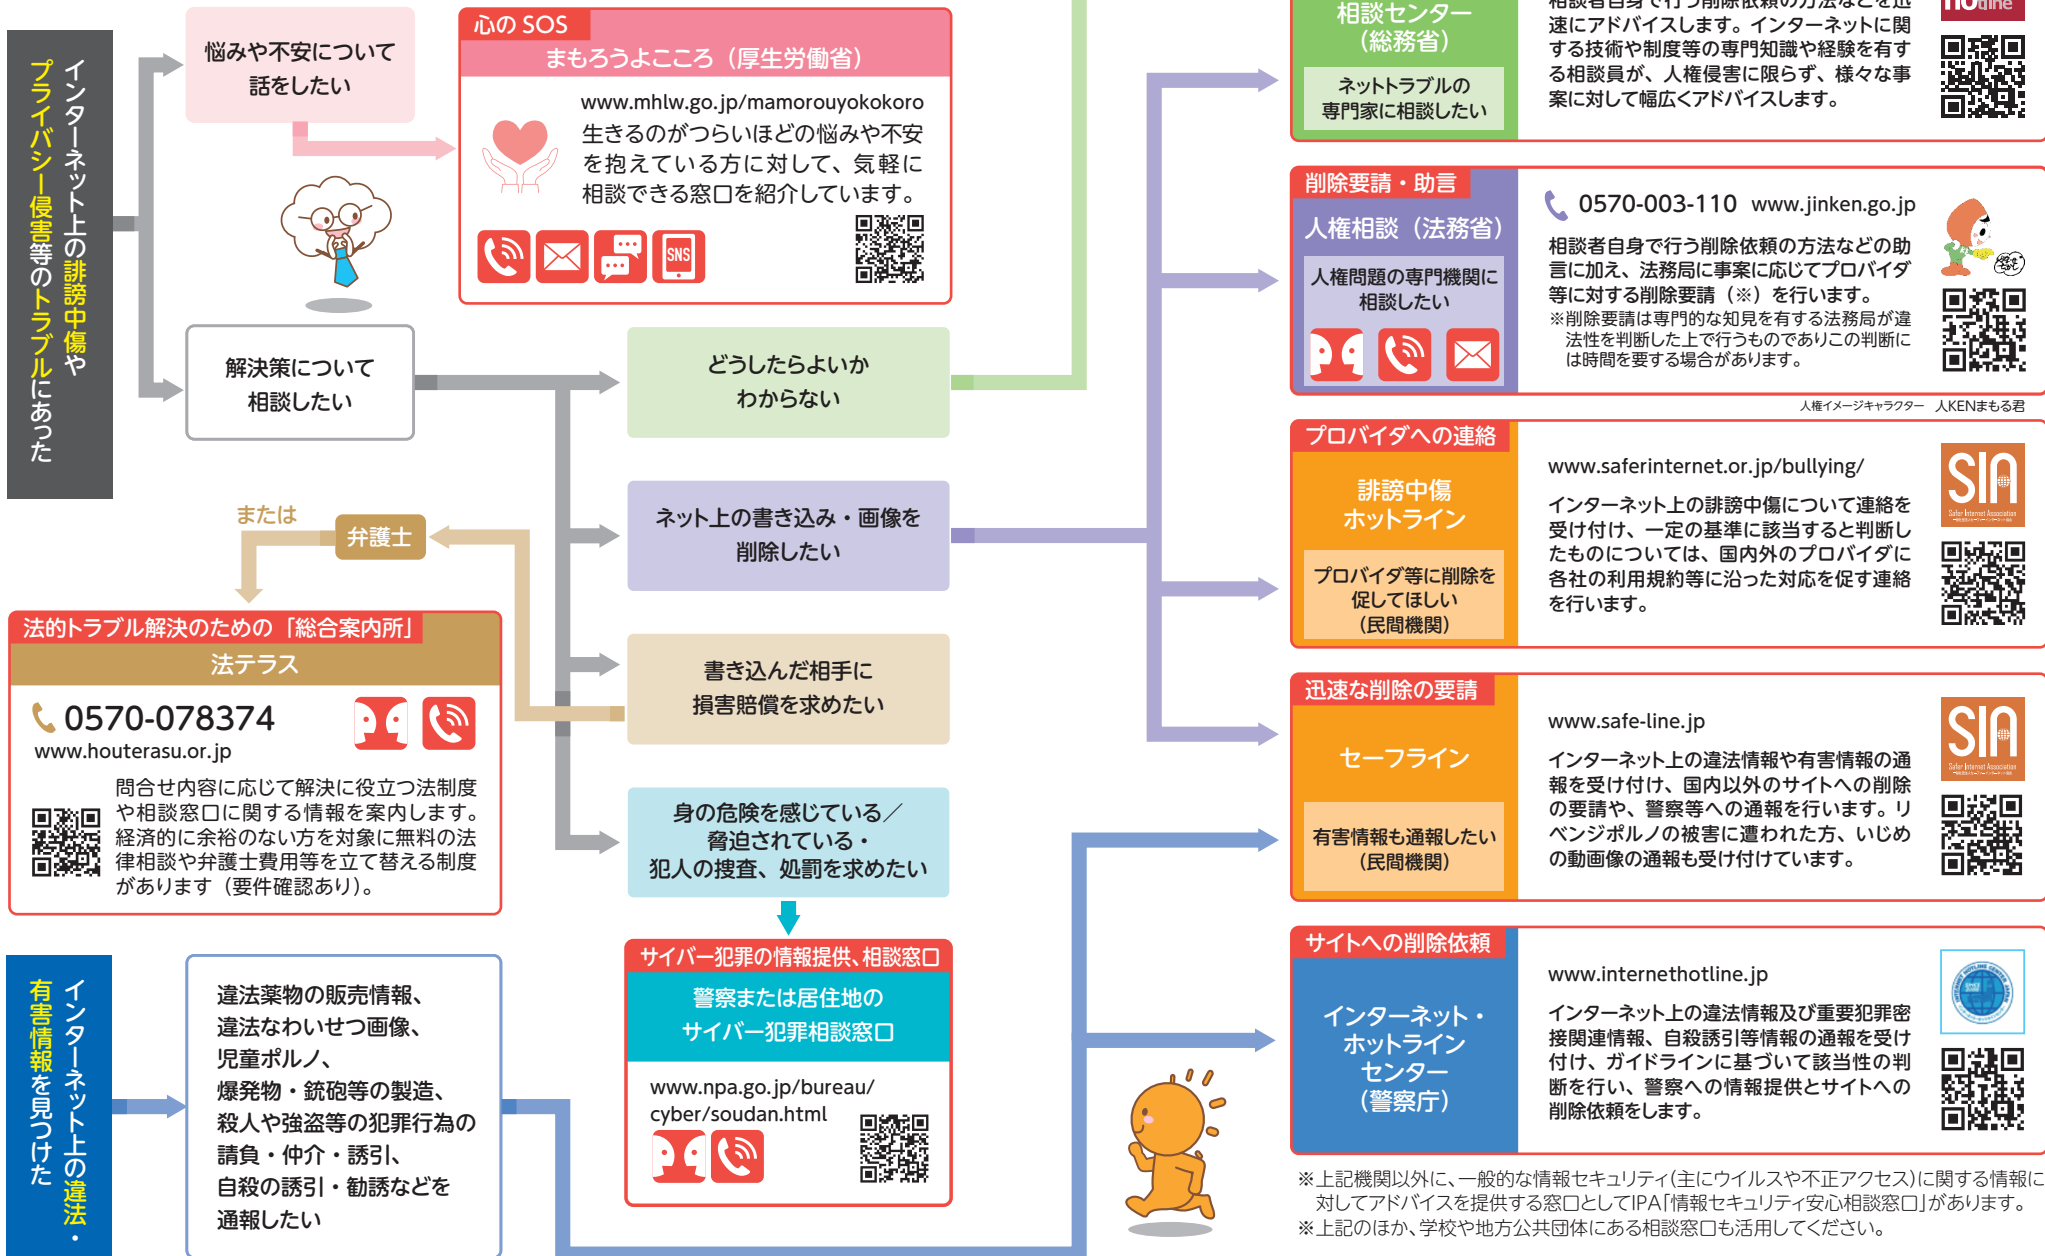 インターネット上の誹謗中傷や
プライバシー侵害等のトラブルにあった
悩みや不安について
話をしたい
心のSOS
まもろうよこころ（厚生労働省）
www.mhlw.go.jp/mamorouyokokoro
生きるのがつらいほどの悩みや不安
を抱えている方に対して、気軽に
相談できる窓口を紹介しています。
SNS
解決策について
相談したい
どうしたらよいか
わからない
ネット上の書き込み・画像を
削除したい
書き込んだ相手に
損害賠償を求めたい
身の危険を感じている／
脅迫されている・
犯人の捜査、処罰を求めたい
または
弁護士
法的トラブル解決のための「総合案内所」
法テラス
0570-078374
www.houterasu.or.jp
問合せ内容に応じて解決に役立つ法制度
や相談窓口に関する情報を案内します。
経済的に余裕のない方を対象に無料の法
律相談や弁護士費用等を立て替える制度
があります（要件確認あり）。
サイバー犯罪の情報提供、相談窓口
警察または居住地の
サイバー犯罪相談窓口
www.npa.go.jp/bureau/
cyber/soudan.html
インターネット上の違法・
有害情報を見つけた
違法薬物の販売情報、
違法なわいせつ画像、
児童ポルノ、
爆発物・銃砲等の製造、
殺人や強盗等の犯罪行為の
請負・仲介・誘引、
自殺の誘引・勧誘などを
通報したい
相談センター
（総務省）
ネットトラブルの
専門家に相談したい
相談者自身で行う削除依頼の方法などを迅
速にアドバイスします。インターネットに関
する技術や制度等の専門知識や経験を有す
る相談員が、人権侵害に限らず、様々な事
案に対して幅広くアドバイスします。
削除要請・助言
人権相談（法務省）
人権問題の専門機関に
相談したい
0570-003-110 www.jinken.go.jp
相談者自身で行う削除依頼の方法などの助
言に加え、法務局に事案に応じてプロバイダ
等に対する削除要請（※）を行います。
※削除要請は専門的な知見を有する法務局が違
法性を判断した上で行うものでありこの判断に
は時間を要する場合があります。
人権イメージキャラクター 人KENまもる君
プロバイダへの連絡
誹謗中傷
ホットライン
プロバイダ等に削除を
促してほしい
（民間機関）
www.saferinternet.or.jp/bullying/
インターネット上の誹謗中傷について連絡を
受け付け、一定の基準に該当すると判断し
たものについては、国内外のプロバイダに
各社の利用規約等に沿った対応を促す連絡
を行います。
SIA
Safer Internet Association
迅速な削除の要請
セーフライン
有害情報も通報したい
（民間機関）
www.safe-line.jp
インターネット上の違法情報や有害情報の通
報を受け付け、国内以外のサイトへの削除
の要請や、警察等への通報を行います。リ
ベンジポルノの被害に遭われた方、いじめ
の動画像の通報も受け付けています。
SIA
Safer Internet Association
サイトへの削除依頼
インターネット・
ホットライン
センター
（警察庁）
www.internethotline.jp
インターネット上の違法情報及び重要犯罪密
接関連情報、自殺誘引等情報の通報を受け
付け、ガイドラインに基づいて該当性の判
断を行い、警察への情報提供とサイトへの
削除依頼をします。
※上記機関以外に、一般的な情報セキュリティ(主にウイルスや不正アクセス)に関する情報に
対してアドバイスを提供する窓口としてIPA「情報セキュリティ安心相談窓口」があります。
※上記のほか、学校や地方公共団体にある相談窓口も活用してください。